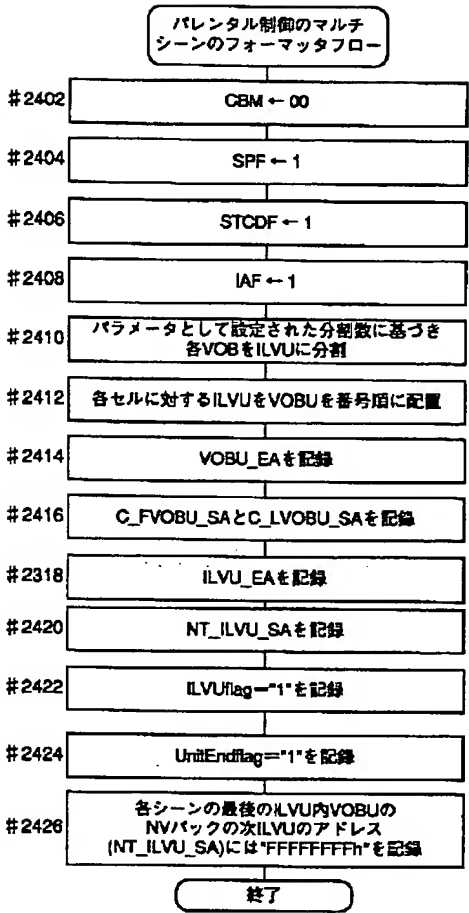 パレンタル制御のマルチ
シーンのフォーマッタフロー
#2402
CBM ← 00
#2404
SPF ← 1
#2406
STCDF ← 1
#2408
IAF ← 1
#2410
パラメータとして設定された分割数に基づき
各VOBをILVUに分割
#2412
各セルに対するILVUをVOBUを番号順に配置
#2414
VOBU_EAを記録
#2416
C_FVOBU_SAとC_LVOBU_SAを記録
#2318
ILVU_EAを記録
#2420
NT_ILVU_SAを記録
#2422
ILVUflag="1"を記録
#2424
UnitEndflag="1"を記録
#2426
各シーンの最後のILVU内VOBUの
NVパックの次ILVUのアドレス
(NT_ILVU_SA)には"FFFFFFFFh"を記録
終了